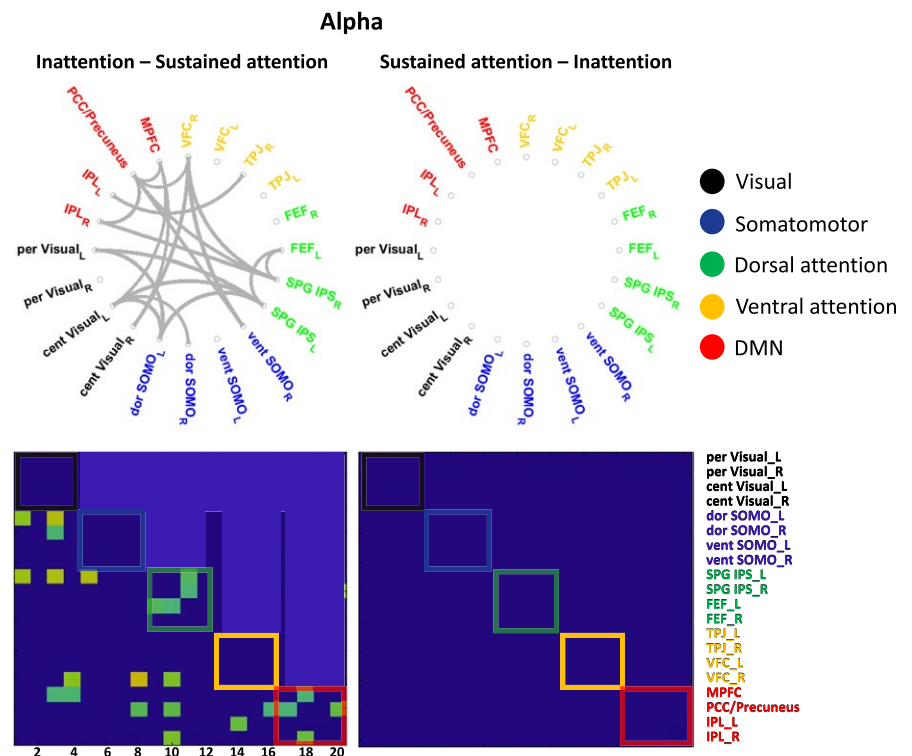 Alpha
Inattention – Sustained attention
Sustained attention – Inattention
PCC/Precuneus
MPFC
VFC_R
VFC_L
TPJ_R
TPJ_L
FEF_R
FEF_L
SPG IPS_R
SPG IPS_L
vent SOMO_R
vent SOMO_L
dor SOMO_R
dor SOMO_L
cent Visual_R
cent Visual_L
per Visual_R
per Visual_L
IPL_R
IPL_L
PCC/Precuneus
MPFC
VFC_R
VFC_L
TPJ_R
TPJ_L
FEF_R
FEF_L
SPG IPS_R
SPG IPS_L
vent SOMO_R
vent SOMO_L
dor SOMO_R
dor SOMO_L
cent Visual_R
cent Visual_L
per Visual_R
per Visual_L
IPL_R
IPL_L
Visual
Somatomotor
Dorsal attention
Ventral attention
DMN
per Visual_L
per Visual_R
cent Visual_L
cent Visual_R
dor SOMO_L
dor SOMO_R
vent SOMO_L
vent SOMO_R
SPG IPS_L
SPG IPS_R
FEF_L
FEF_R
TPJ_L
TPJ_R
VFC_L
VFC_R
MPFC
PCC/Precuneus
IPL_L
IPL_R
2 4 6 8 10 12 14 16 18 20